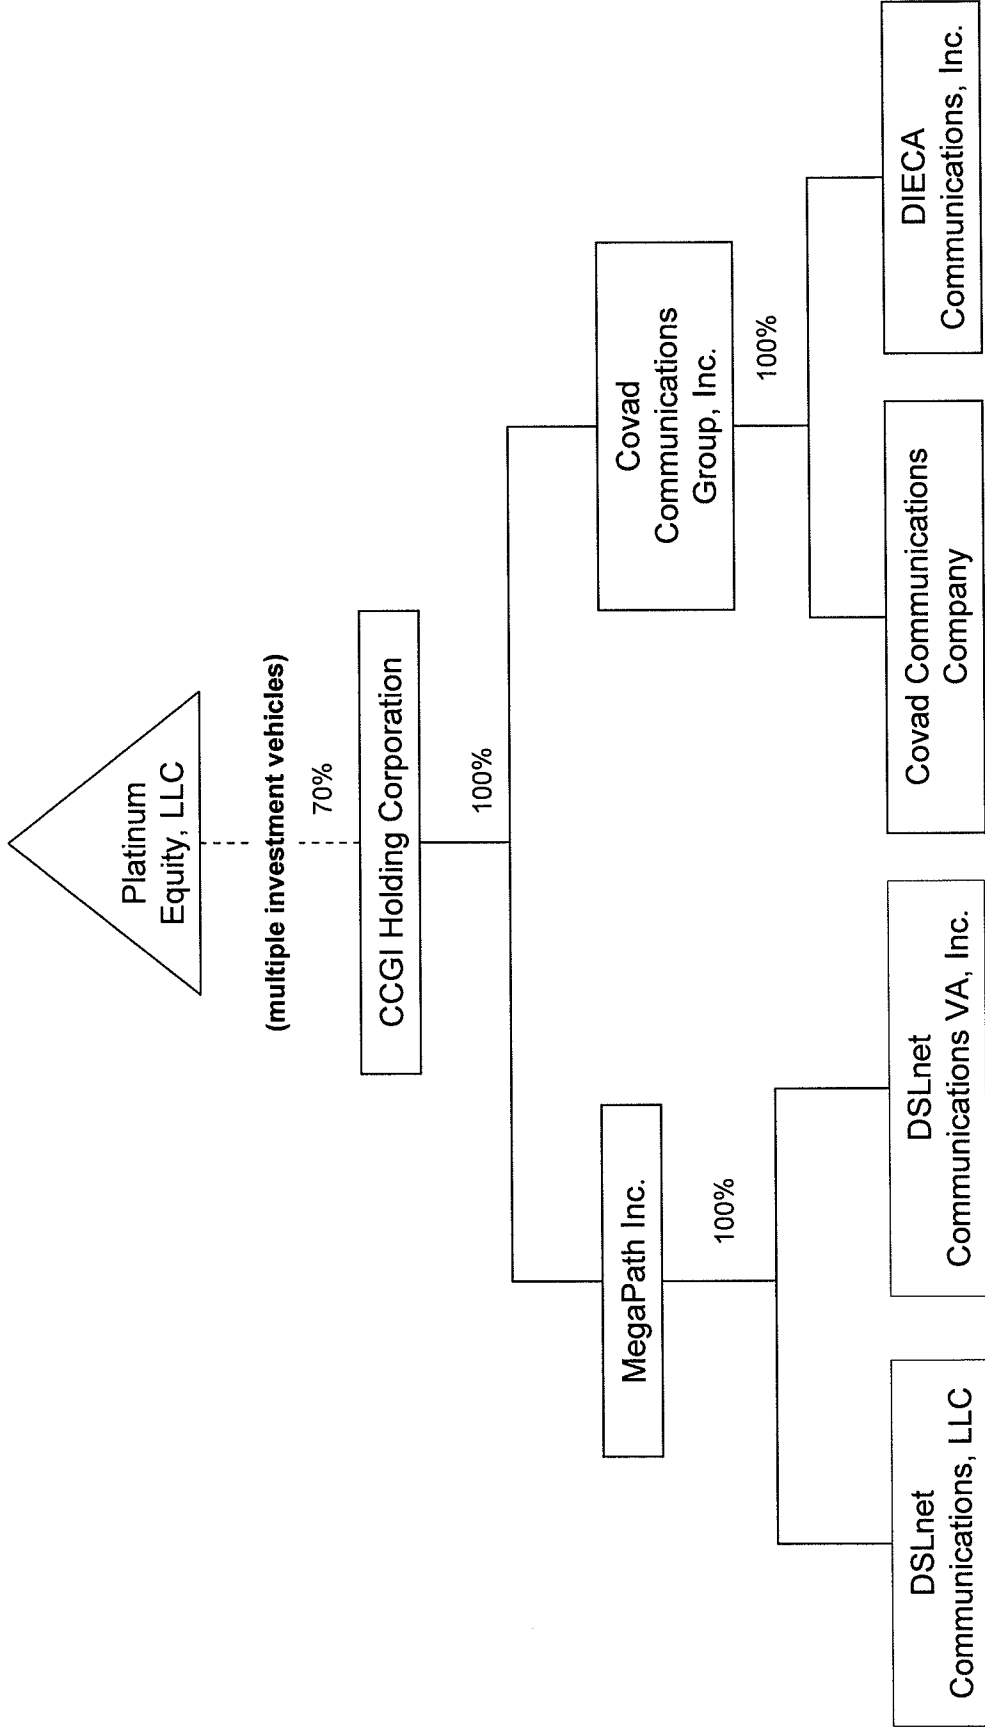 Platinum
Equity, LLC
(multiple investment vehicles)
70%
CCGI Holding Corporation
100%
MegaPath Inc.
100%
Covad
Communications
Group, Inc.
100%
DSLnet
Communications, LLC
DSLnet
Communications VA, Inc.
Covad Communications
Company
DIECA
Communications, Inc.